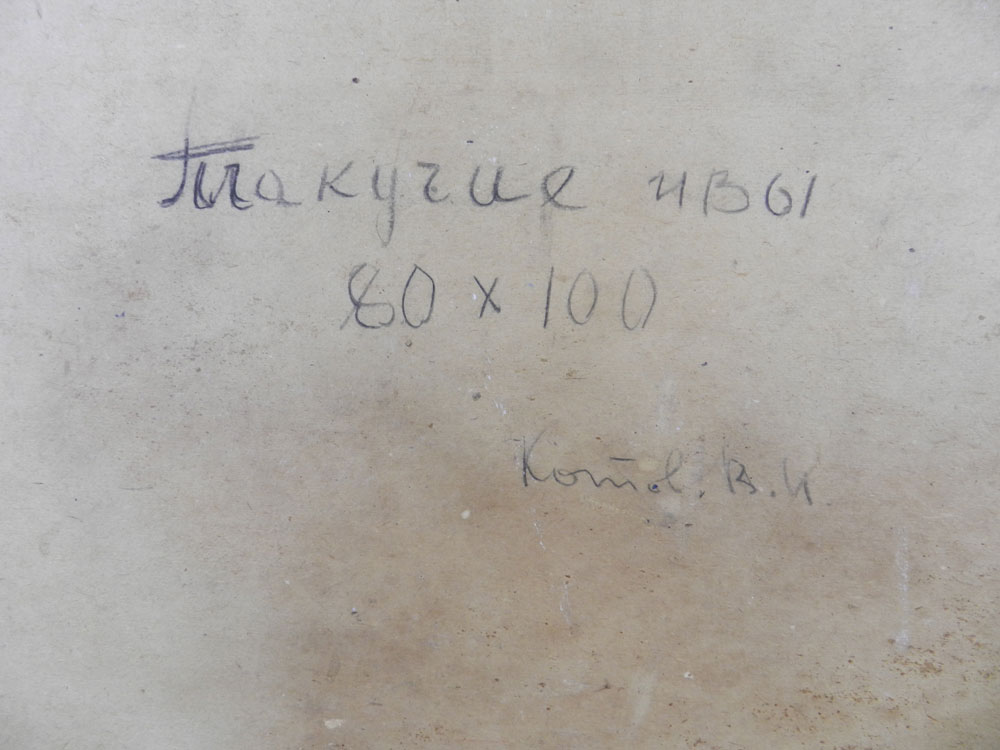 Плакучие ивы
80 х 100
Котов. В. И.